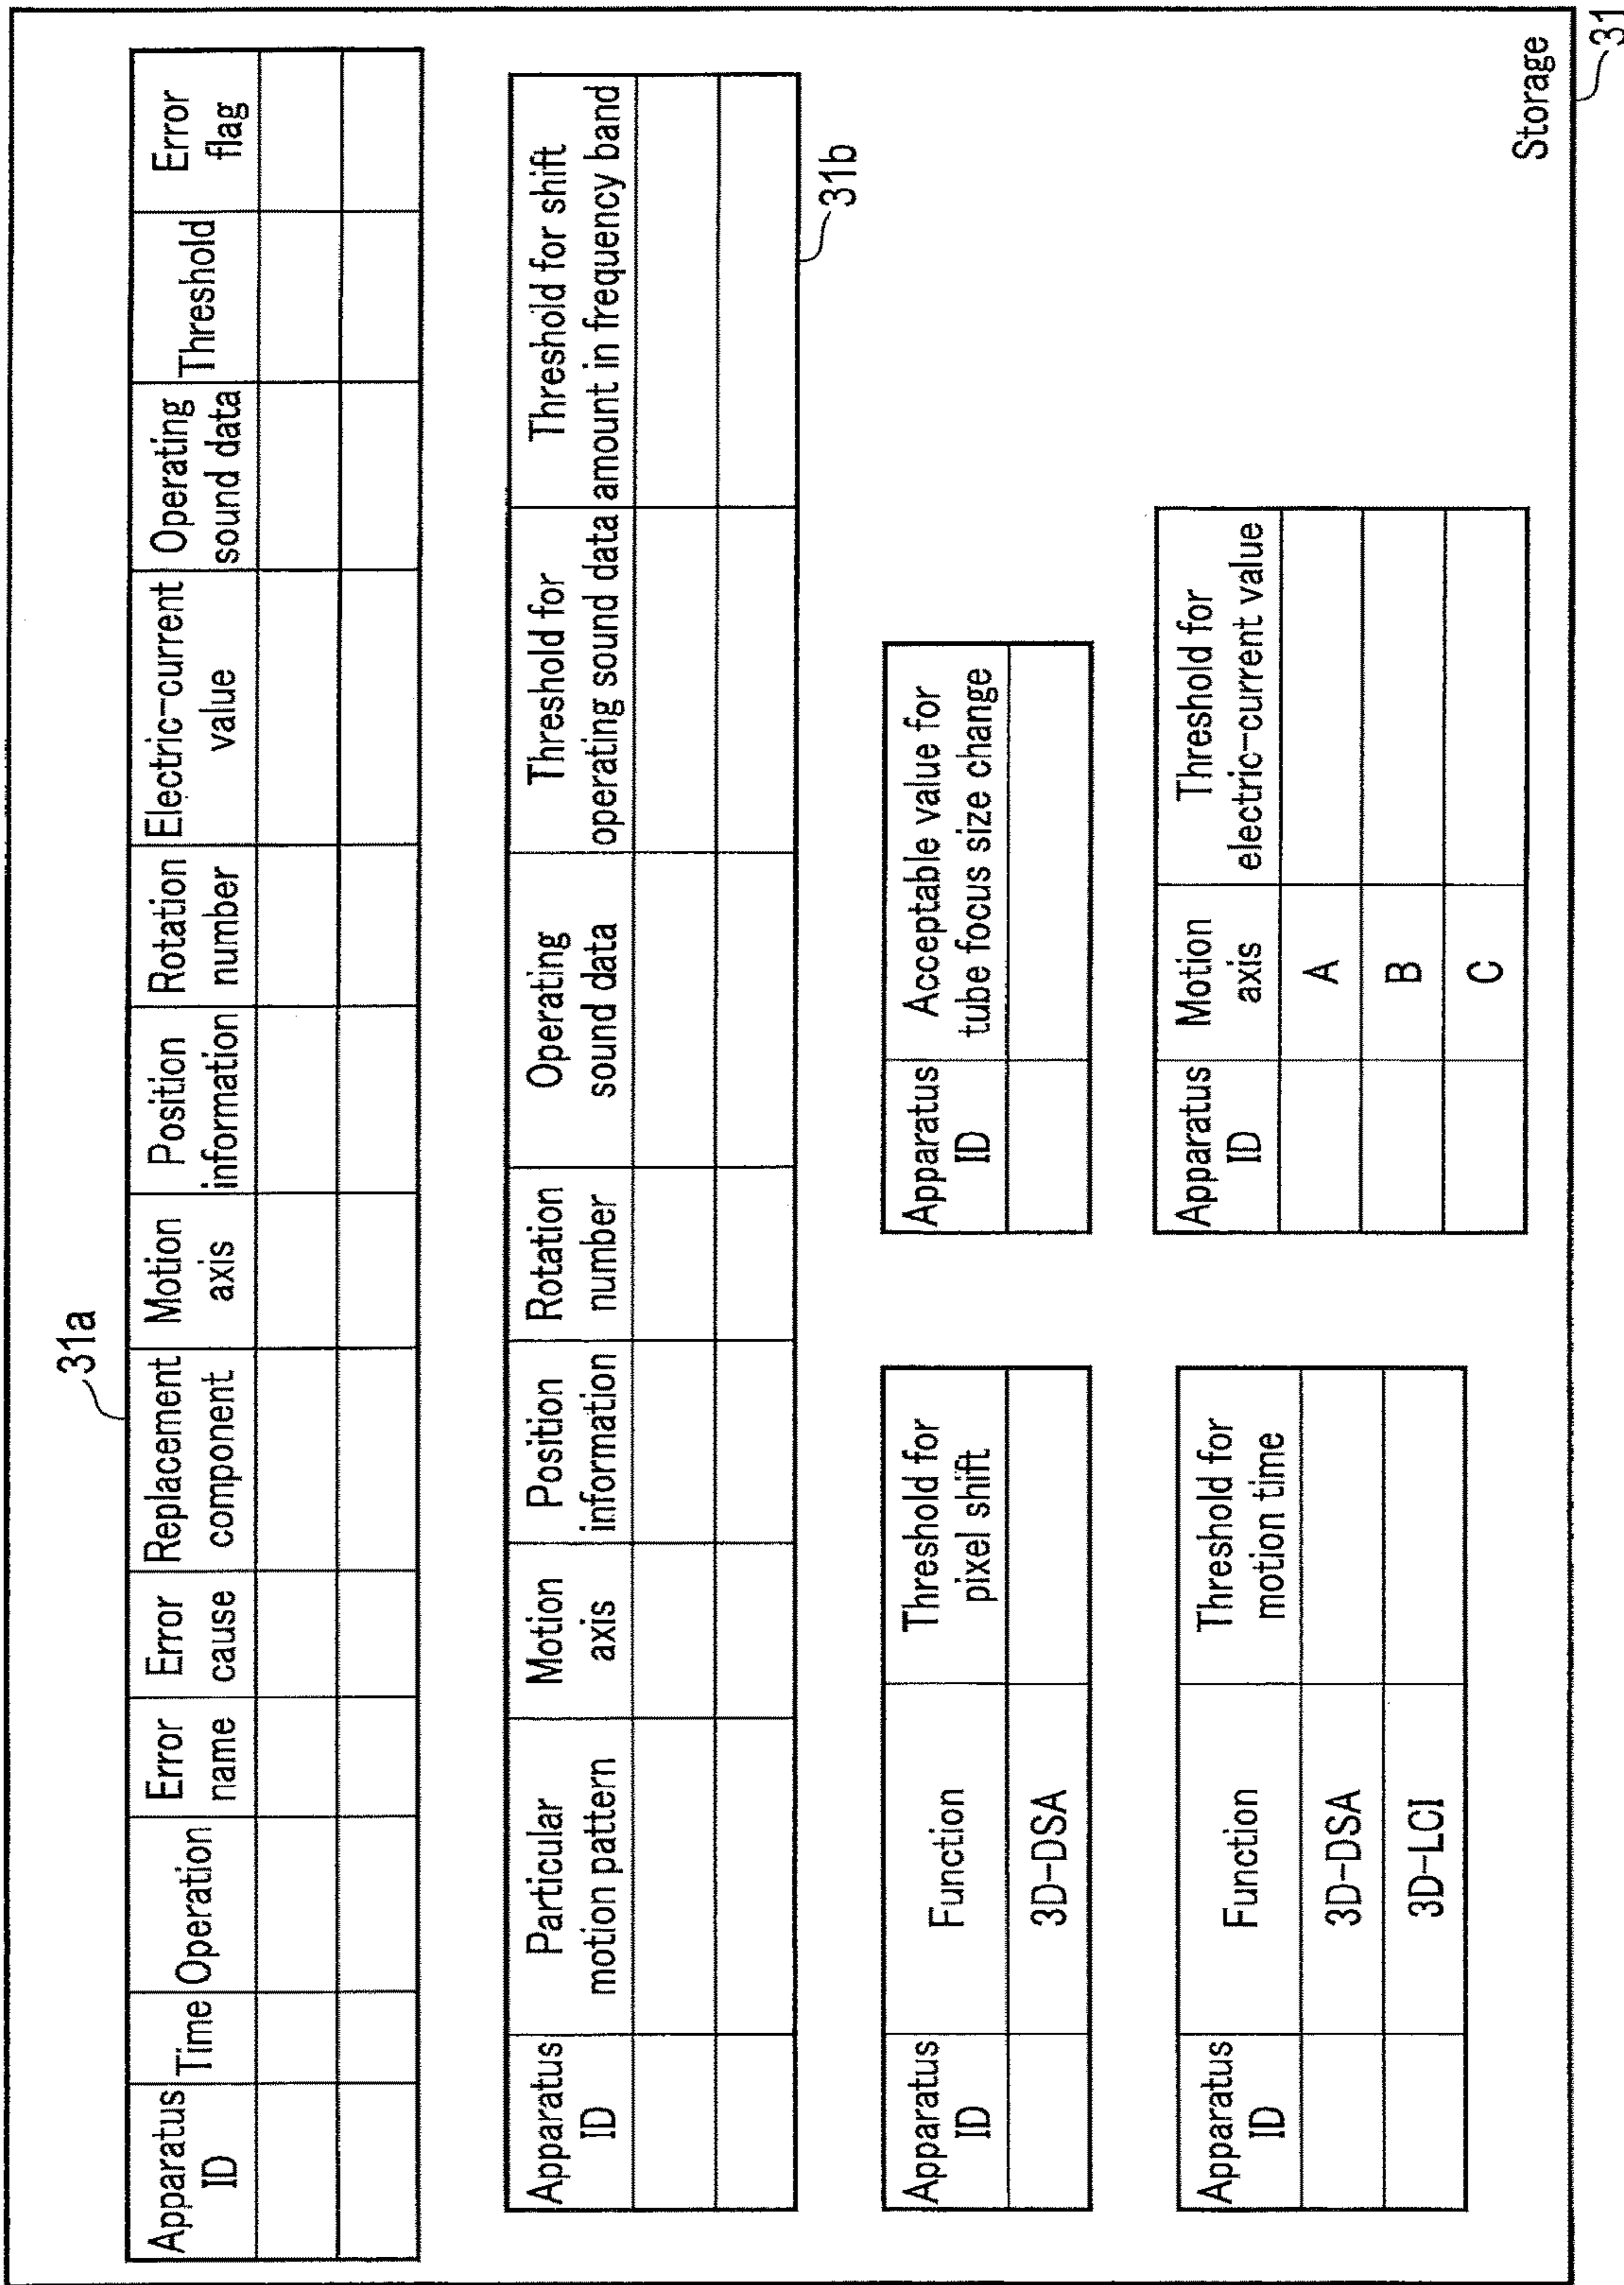 31a
Apparatus
ID
Time
Operation
Error
name
Error
cause
Replacement
component
Motion
axis
Position
information
Rotation
number
Electric-current
value
Operating
sound data
Threshold
Error
flag
Apparatus
ID
Particular
motion pattern
Motion
axis
Position
information
Rotation
number
Operating
sound data
Threshold for
operating sound data
Threshold for shift
amount in frequency band
31b
Apparatus
ID
Function
Threshold for
pixel shift
3D-DSA
Apparatus
ID
Acceptable value for
tube focus size change
Apparatus
ID
Function
Threshold for
motion time
3D-DSA
3D-LCI
Apparatus
ID
Motion
axis
Threshold for
electric-current value
A
B
C
Storage
31